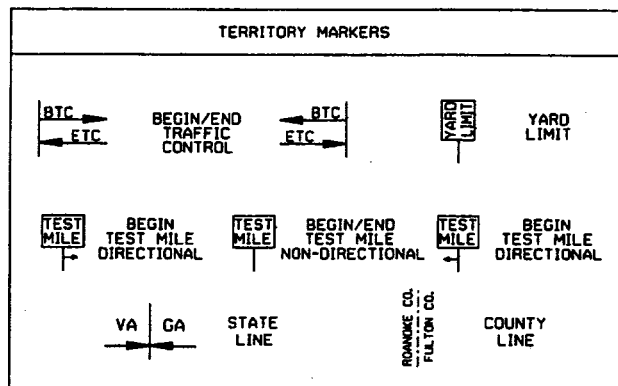 TERRITORY MARKERS
BTC
ETC
BEGIN/END
TRAFFIC
CONTROL
BTC
ETC
YARD
LIMIT
YARD
LIMIT
TEST
MILE
BEGIN
TEST MILE
DIRECTIONAL
TEST
MILE
BEGIN/END
TEST MILE
NON-DIRECTIONAL
TEST
MILE
BEGIN
TEST MILE
DIRECTIONAL
VA GA
STATE
LINE
ROANOKE CO.
FULTON CO.
COUNTY
LINE